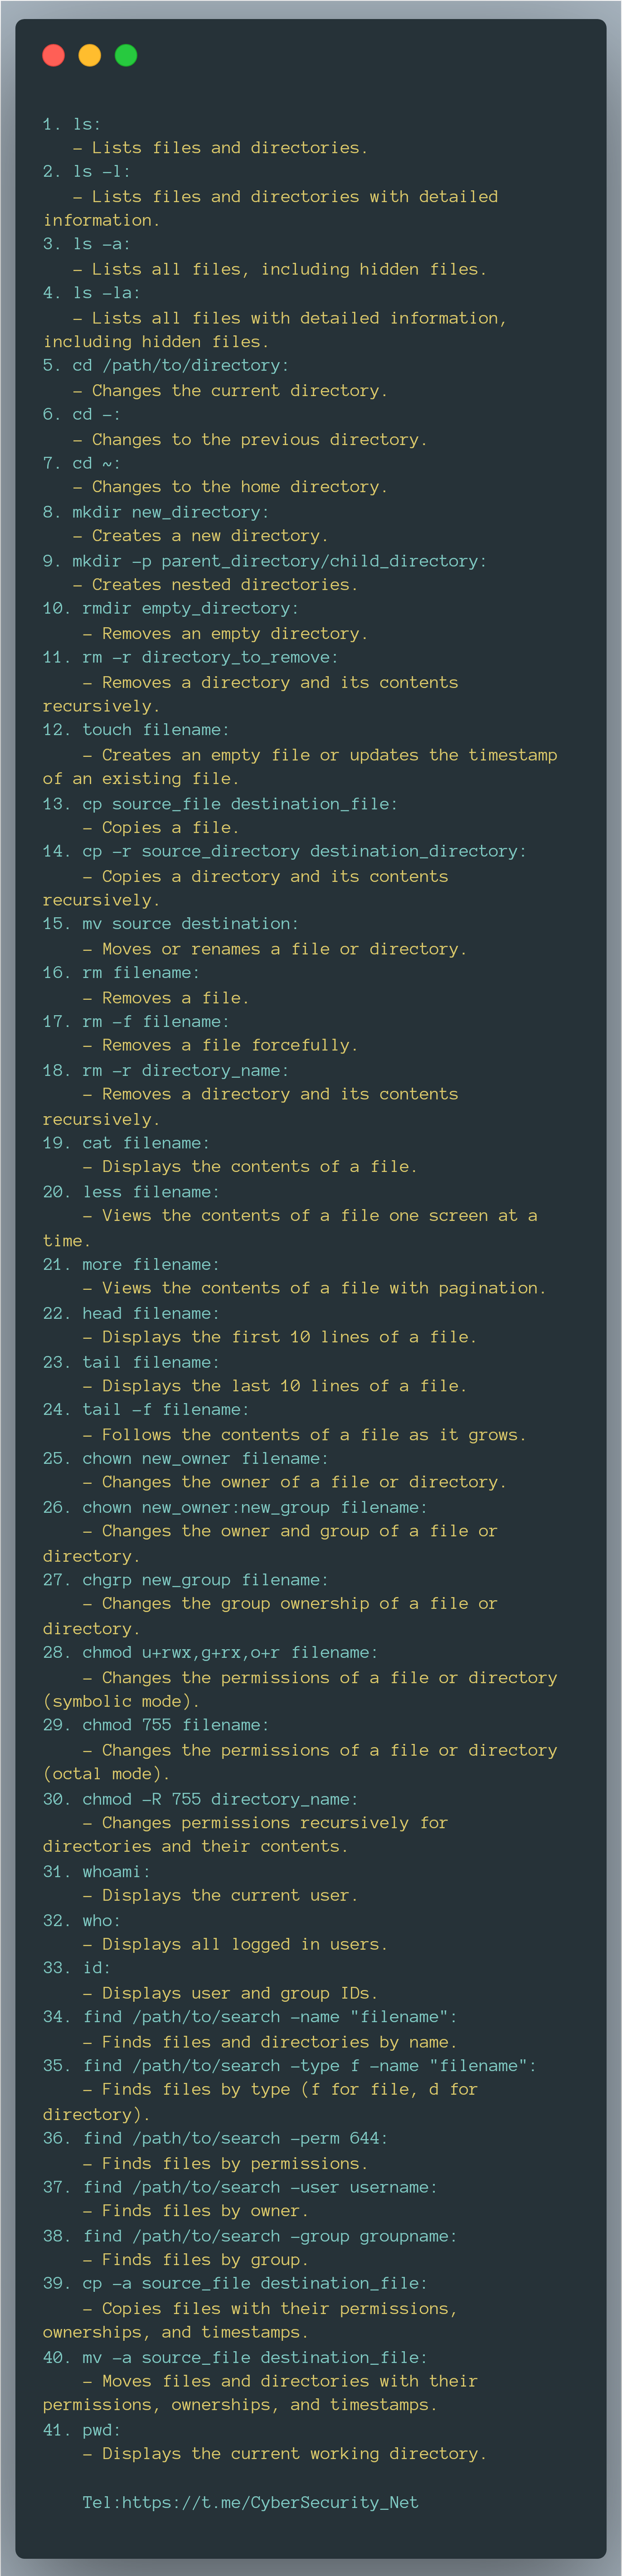 1. ls:
- Lists files and directories.
2. ls -l:
- Lists files and directories with detailed
information.
3. ls -a:
- Lists all files, including hidden files.
4. ls -la:
- Lists all files with detailed information,
including hidden files.
5. cd /path/to/directory:
- Changes the current directory.
6. cd -:
- Changes to the previous directory.
7. cd ~:
- Changes to the home directory.
8. mkdir new_directory:
- Creates a new directory.
9. mkdir -p parent_directory/child_directory:
- Creates nested directories.
10. rmdir empty_directory:
- Removes an empty directory.
11. rm -r directory_to_remove:
- Removes a directory and its contents
recursively.
12. touch filename:
- Creates an empty file or updates the timestamp
of an existing file.
13. cp source_file destination_file:
- Copies a file.
14. cp -r source_directory destination_directory:
- Copies a directory and its contents
recursively.
15. mv source destination:
- Moves or renames a file or directory.
16. rm filename:
- Removes a file.
17. rm -f filename:
- Removes a file forcefully.
18. rm -r directory_name:
- Removes a directory and its contents
recursively.
19. cat filename:
- Displays the contents of a file.
20. less filename:
- Views the contents of a file one screen at a
time.
21. more filename:
- Views the contents of a file with pagination.
22. head filename:
- Displays the first 10 lines of a file.
23. tail filename:
- Displays the last 10 lines of a file.
24. tail -f filename:
- Follows the contents of a file as it grows.
25. chown new_owner filename:
- Changes the owner of a file or directory.
26. chown new_owner:new_group filename:
- Changes the owner and group of a file or
directory.
27. chgrp new_group filename:
- Changes the group ownership of a file or
directory.
28. chmod u+rwx,g+rx,o+r filename:
- Changes the permissions of a file or directory
(symbolic mode).
29. chmod 755 filename:
- Changes the permissions of a file or directory
(octal mode).
30. chmod -R 755 directory_name:
- Changes permissions recursively for
directories and their contents.
31. whoami:
- Displays the current user.
32. who:
- Displays all logged in users.
33. id:
- Displays user and group IDs.
34. find /path/to/search -name "filename":
- Finds files and directories by name.
35. find /path/to/search -type f -name "filename":
- Finds files by type (f for file, d for
directory).
36. find /path/to/search -perm 644:
- Finds files by permissions.
37. find /path/to/search -user username:
- Finds files by owner.
38. find /path/to/search -group groupname:
- Finds files by group.
39. cp -a source_file destination_file:
- Copies files with their permissions,
ownerships, and timestamps.
40. mv -a source_file destination_file:
- Moves files and directories with their
permissions, ownerships, and timestamps.
41. pwd:
- Displays the current working directory.
Tel:https://t.me/CyberSecurity_Net